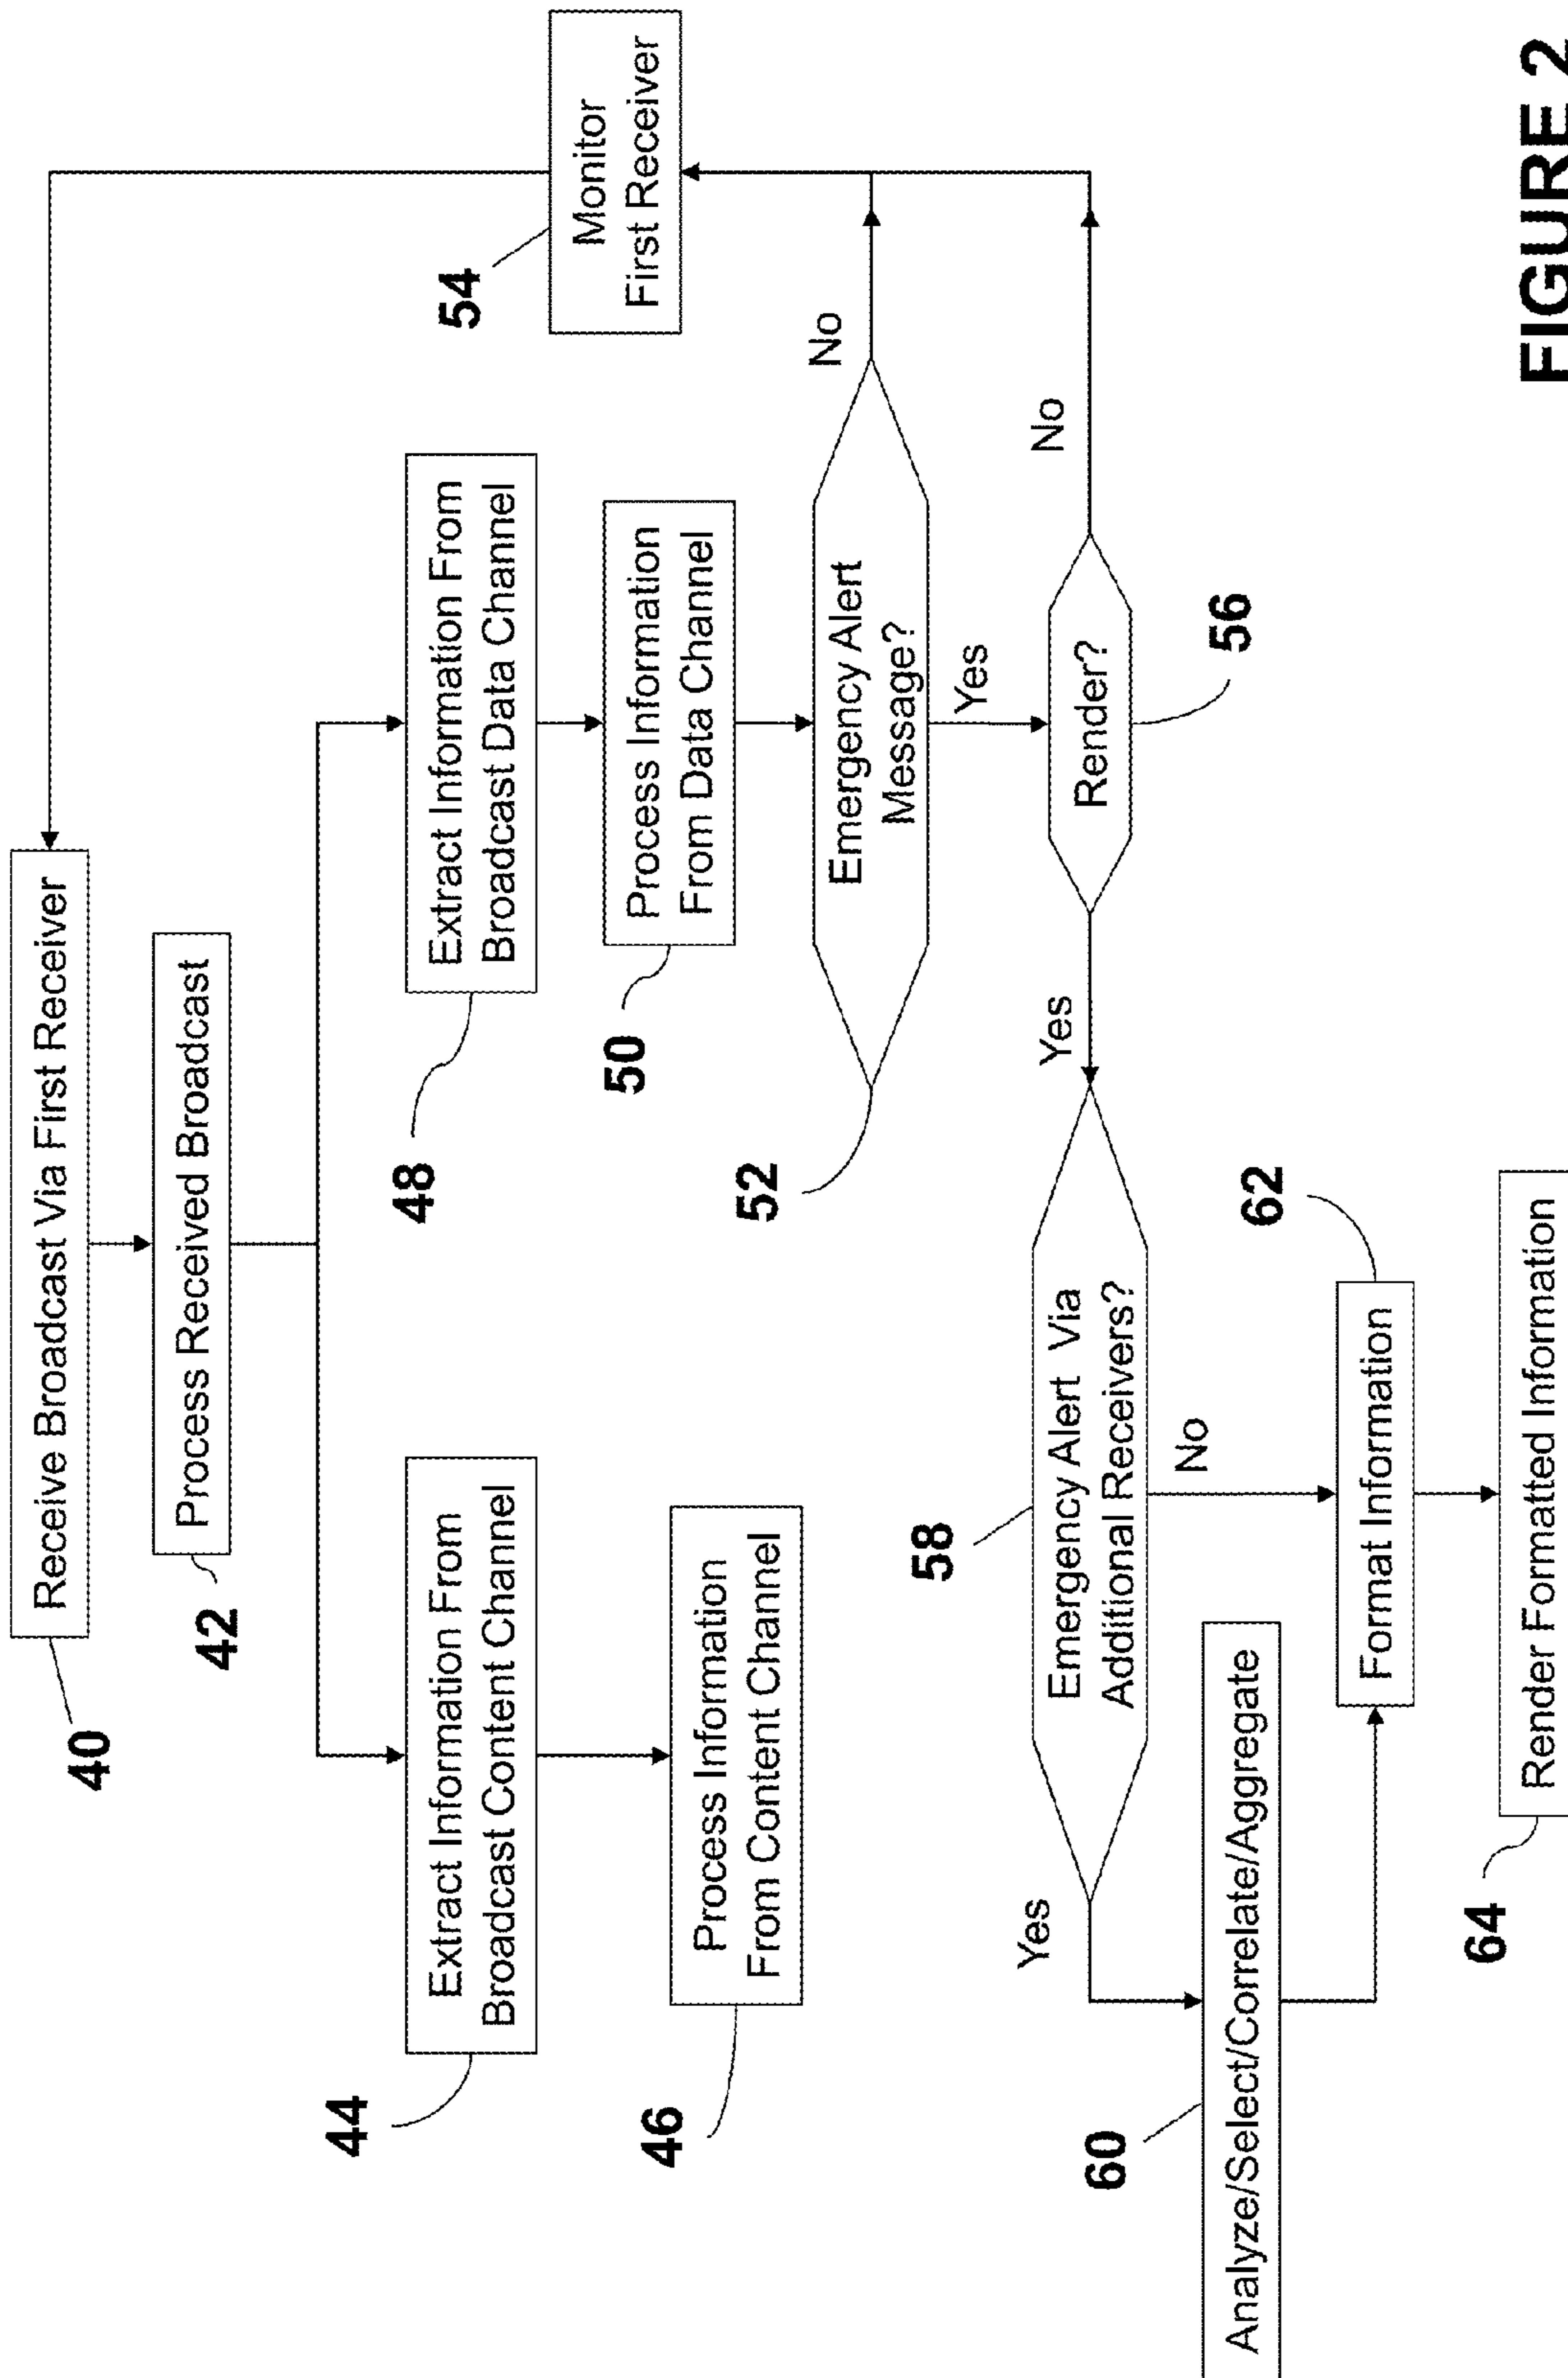 40
Receive Broadcast Via First Receiver
42
Process Received Broadcast
44
Extract Information From
Broadcast Content Channel
46
Process Information
From Content Channel
48
Extract Information From
Broadcast Data Channel
50
Process Information
From Data Channel
52
Emergency Alert
Message?
No
Yes
54
Monitor
First Receiver
Render?
56
No
Yes
58
Emergency Alert Via
Additional Receivers?
Yes
No
60
Analyze/Select/Correlate/Aggregate
62
Format Information
64
Render Formatted Information
FIGURE 2